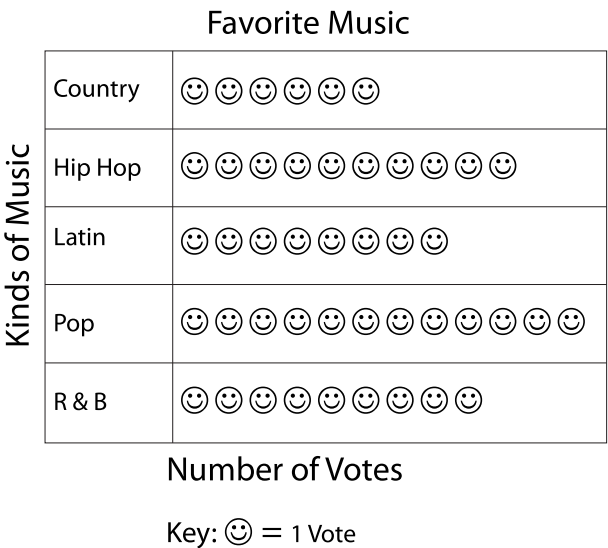 Favorite Music
Kinds of Music
Country
Hip Hop
Latin
Pop
R & B
Number of Votes
Key: ☺ = 1 Vote